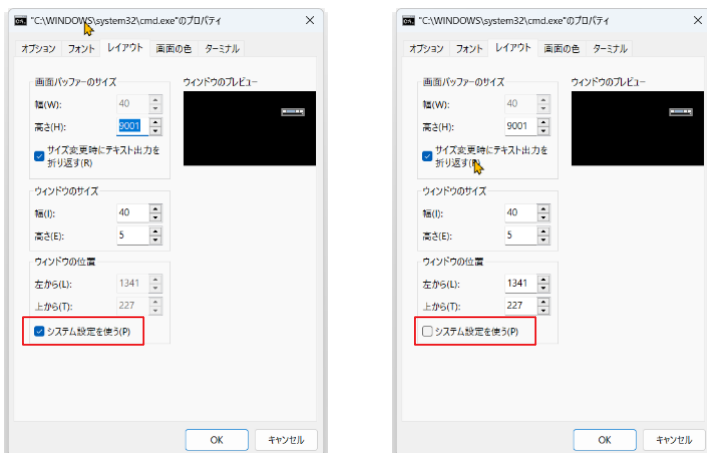 "C:\WINDOWS\system32\cmd.exe"のプロパティ
オプション フォント レイアウト 画面の色 ターミナル
画面バッファーのサイズ
幅(W): 40
高さ(H): 9001
サイズ変更時にテキスト出力を
折り返す(R)
ウィンドウのプレビュー
ウィンドウのサイズ
幅(I): 40
高さ(E): 5
ウィンドウの位置
左から(L): 1341
上から(T): 227
システム設定を使う(P)
OK キャンセル
"C:\WINDOWS\system32\cmd.exe"のプロパティ
オプション フォント レイアウト 画面の色 ターミナル
画面バッファーのサイズ
幅(W): 40
高さ(H): 9001
サイズ変更時にテキスト出力を
折り返す(R)
ウィンドウのプレビュー
ウィンドウのサイズ
幅(I): 40
高さ(E): 5
ウィンドウの位置
左から(L): 1341
上から(T): 227
システム設定を使う(P)
OK キャンセル